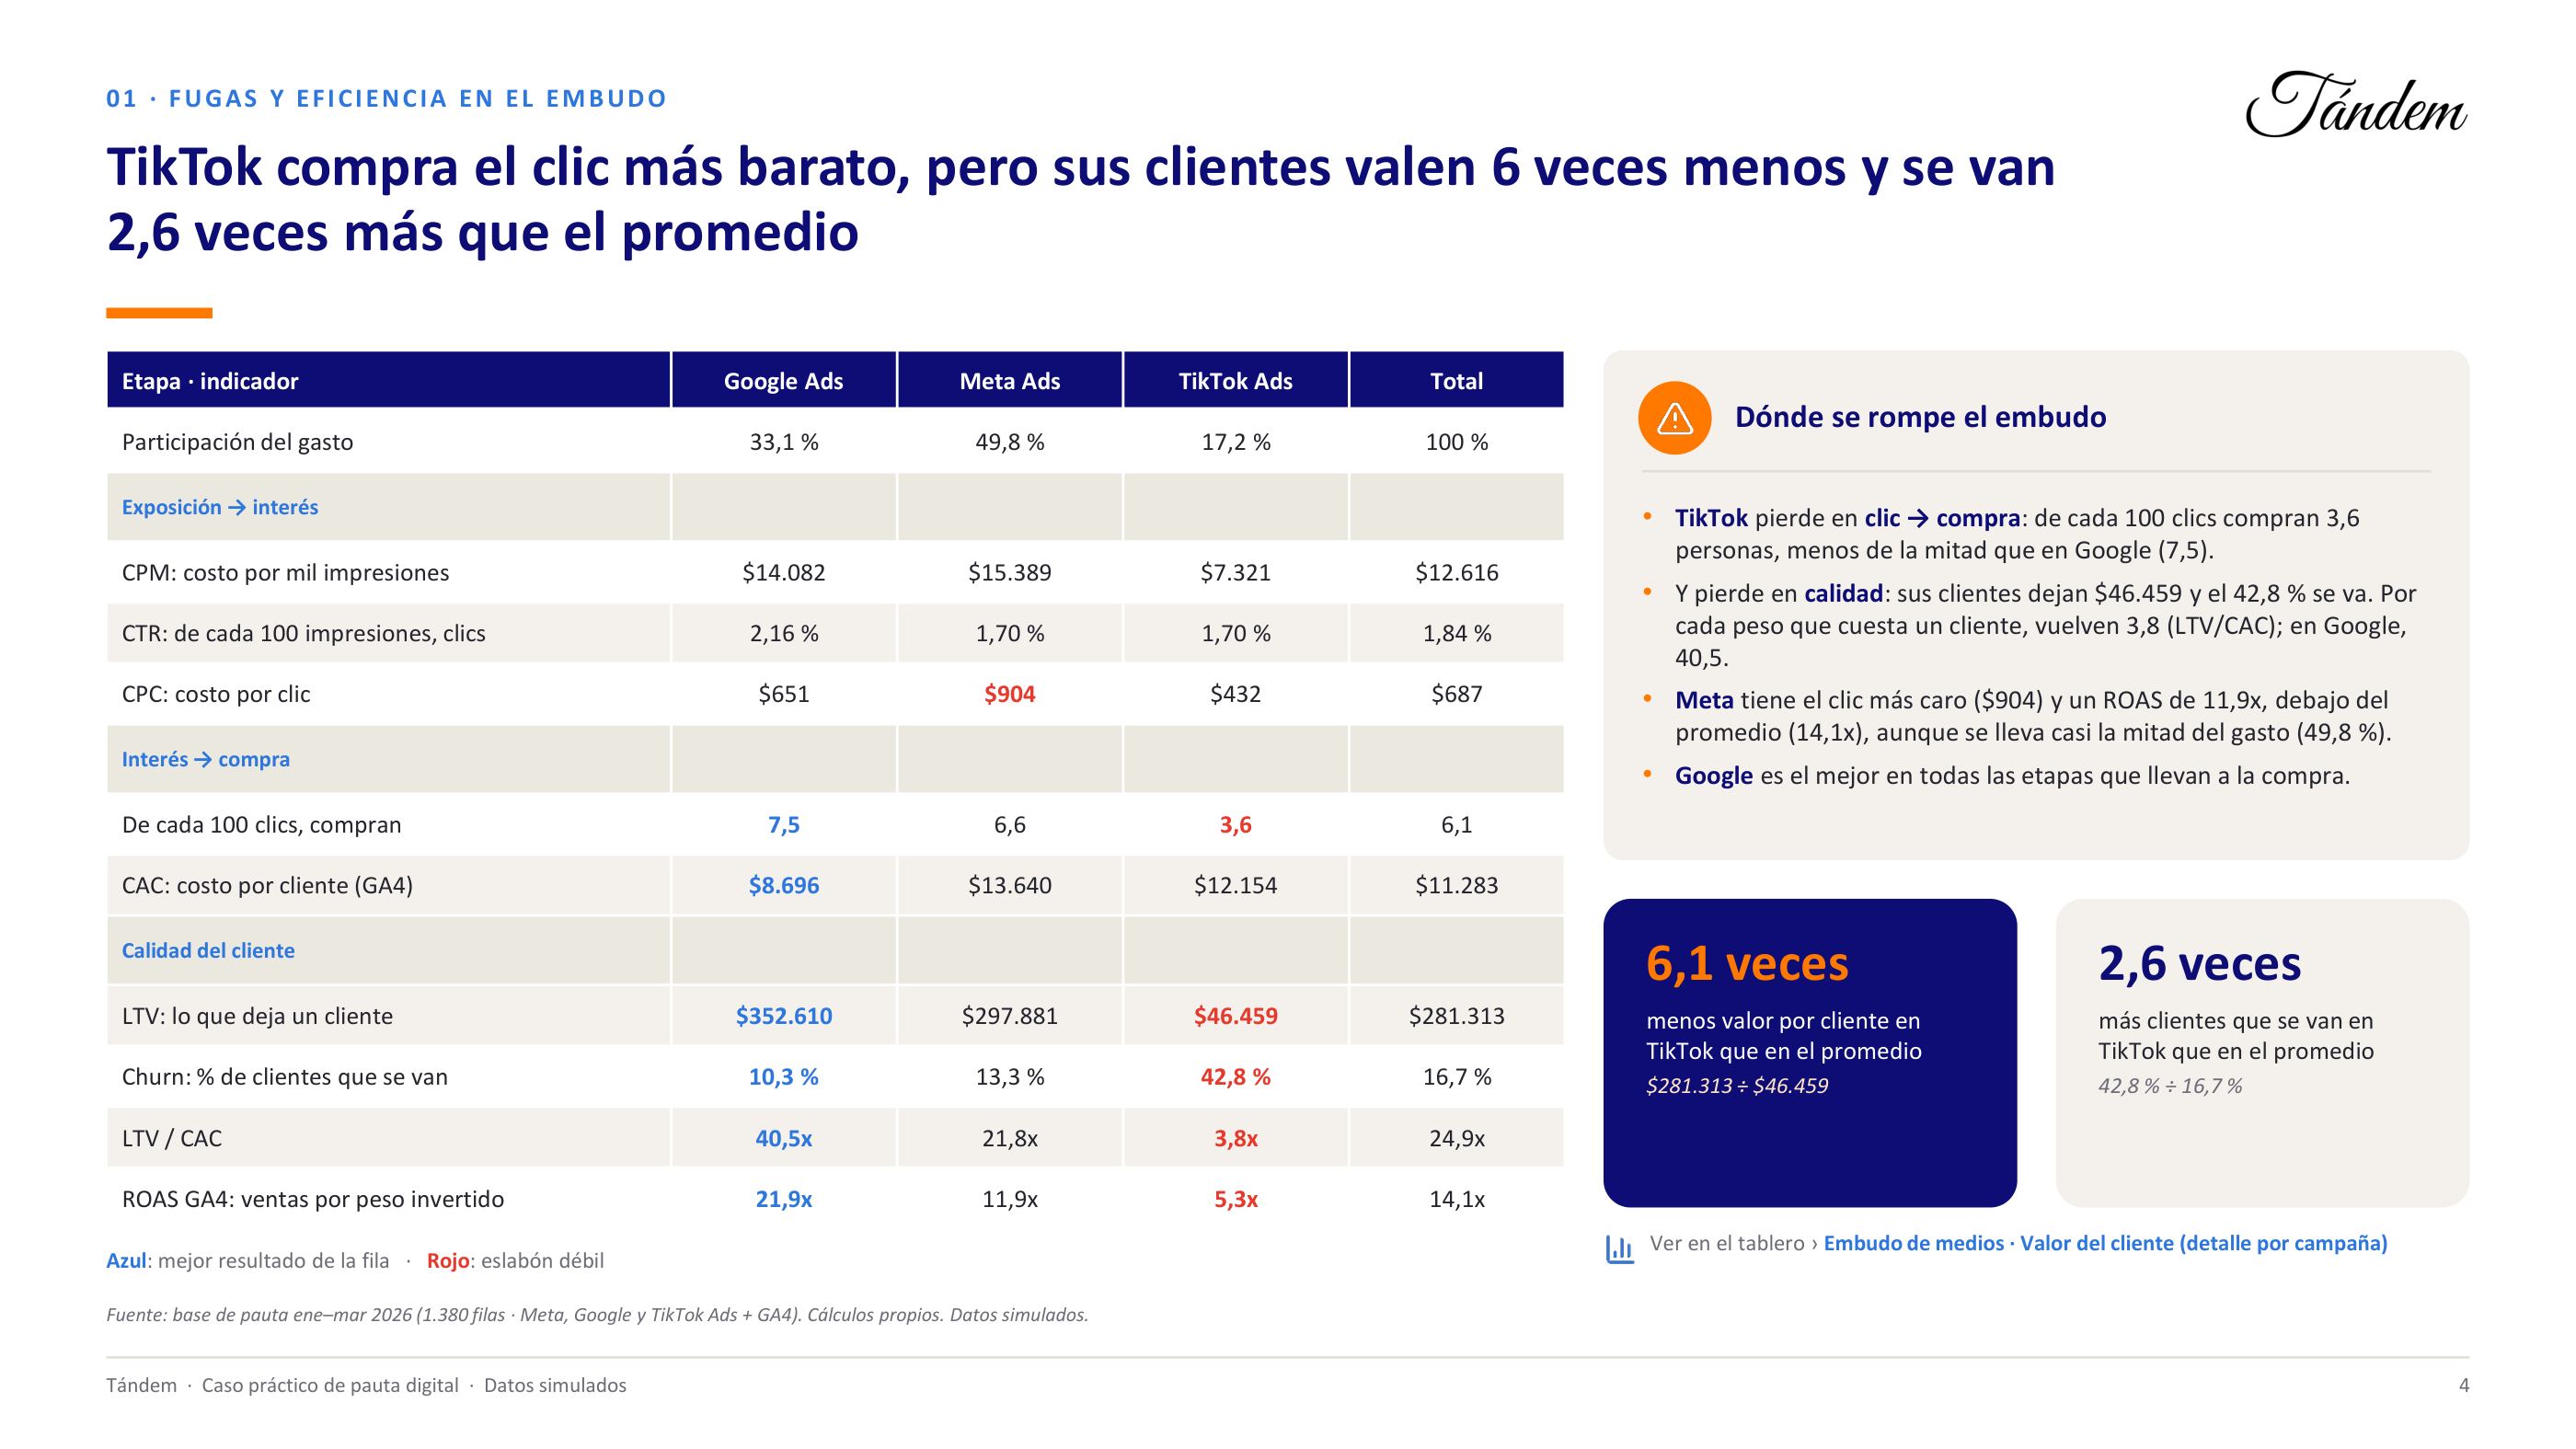 01 · FUGAS Y EFICIENCIA EN EL EMBUDO
Tándem
TikTok compra el clic más barato, pero sus clientes valen 6 veces menos y se van
2,6 veces más que el promedio
Etapa · indicador Google Ads Meta Ads TikTok Ads Total
Participación del gasto 33,1 % 49,8 % 17,2 % 100 %
Exposición → interés
CPM: costo por mil impresiones $14.082 $15.389 $7.321 $12.616
CTR: de cada 100 impresiones, clics 2,16 % 1,70 % 1,70 % 1,84 %
CPC: costo por clic $651 $904 $432 $687
Interés → compra
De cada 100 clics, compran 7,5 6,6 3,6 6,1
CAC: costo por cliente (GA4) $8.696 $13.640 $12.154 $11.283
Calidad del cliente
LTV: lo que deja un cliente $352.610 $297.881 $46.459 $281.313
Churn: % de clientes que se van 10,3 % 13,3 % 42,8 % 16,7 %
LTV / CAC 40,5x 21,8x 3,8x 24,9x
ROAS GA4: ventas por peso invertido 21,9x 11,9x 5,3x 14,1x
Azul: mejor resultado de la fila · Rojo: eslabón débil
Dónde se rompe el embudo
• TikTok pierde en clic → compra: de cada 100 clics compran 3,6
personas, menos de la mitad que en Google (7,5).
• Y pierde en calidad: sus clientes dejan $46.459 y el 42,8 % se va. Por
cada peso que cuesta un cliente, vuelven 3,8 (LTV/CAC); en Google,
40,5.
• Meta tiene el clic más caro ($904) y un ROAS de 11,9x, debajo del
promedio (14,1x), aunque se lleva casi la mitad del gasto (49,8 %).
• Google es el mejor en todas las etapas que llevan a la compra.
6,1 veces
menos valor por cliente en
TikTok que en el promedio
$281.313 ÷ $46.459
2,6 veces
más clientes que se van en
TikTok que en el promedio
42,8 % ÷ 16,7 %
Ver en el tablero › Embudo de medios · Valor del cliente (detalle por campaña)
Fuente: base de pauta ene–mar 2026 (1.380 filas · Meta, Google y TikTok Ads + GA4). Cálculos propios. Datos simulados.
Tándem · Caso práctico de pauta digital · Datos simulados
4